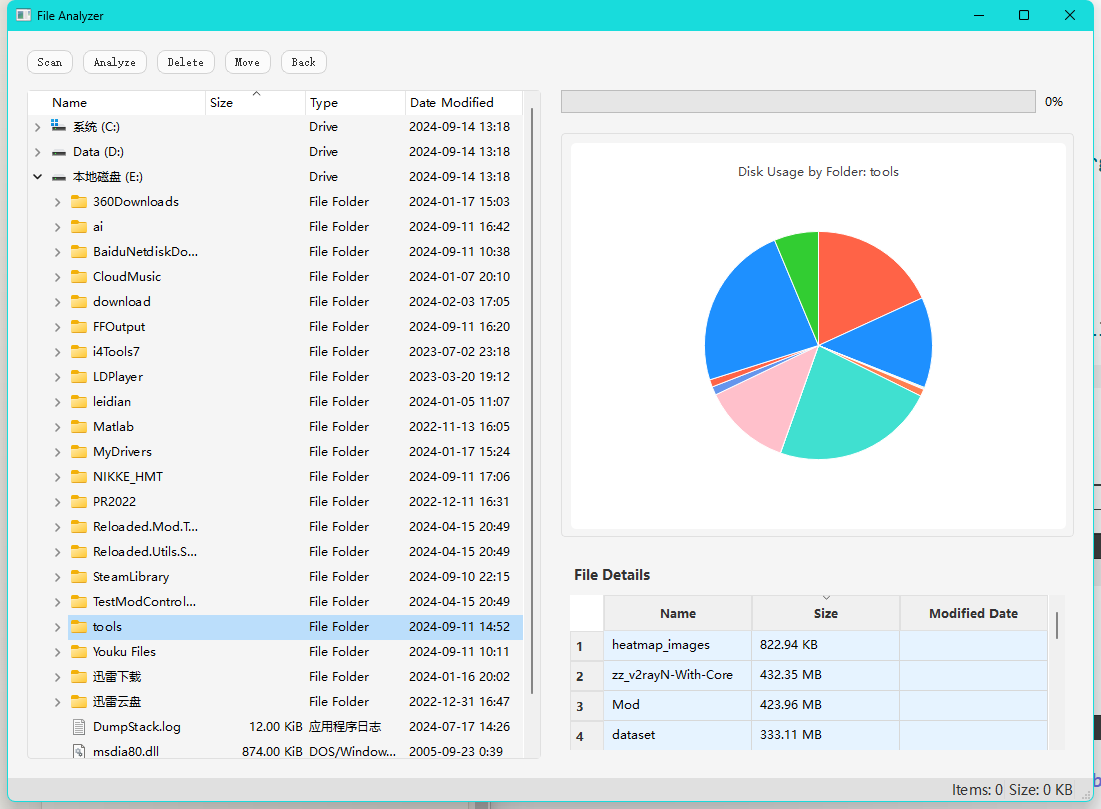 File Analyzer
Scan Analyze Delete Move Back
Name Size Type Date Modified
系统 (C:) Drive 2024-09-14 13:18
Data (D:) Drive 2024-09-14 13:18
本地磁盘 (E:) Drive 2024-09-14 13:18
360Downloads File Folder 2024-01-17 15:03
ai File Folder 2024-09-11 16:42
BaiduNetdiskDo... File Folder 2024-09-11 10:38
CloudMusic File Folder 2024-01-07 20:10
download File Folder 2024-02-03 17:05
FFOutput File Folder 2024-09-11 16:20
i4Tools7 File Folder 2023-07-02 23:18
LDPlayer File Folder 2023-03-20 19:12
leidian File Folder 2024-01-05 11:07
Matlab File Folder 2022-11-13 16:05
MyDrivers File Folder 2024-01-17 15:24
NIKKE_HMT File Folder 2024-09-11 17:06
PR2022 File Folder 2022-12-11 16:31
Reloaded.Mod.T... File Folder 2024-04-15 20:49
Reloaded.Utils.S... File Folder 2024-04-15 20:49
SteamLibrary File Folder 2024-09-10 22:15
TestModControl... File Folder 2024-04-15 20:49
tools File Folder 2024-09-11 14:52
Youku Files File Folder 2024-09-11 10:11
迅雷下载 File Folder 2024-01-16 20:02
迅雷云盘 File Folder 2022-12-31 16:47
DumpStack.log 12.00 KiB 应用程序日志 2024-07-17 14:26
msdia80.dll 874.00 KiB DOS/Window... 2005-09-23 0:39
0%
Disk Usage by Folder: tools
File Details
Name Size Modified Date
1 heatmap_images 822.94 KB
2 zz_v2rayN-With-Core 432.35 MB
3 Mod 423.96 MB
4 dataset 333.11 MB
Items: 0 Size: 0 KB